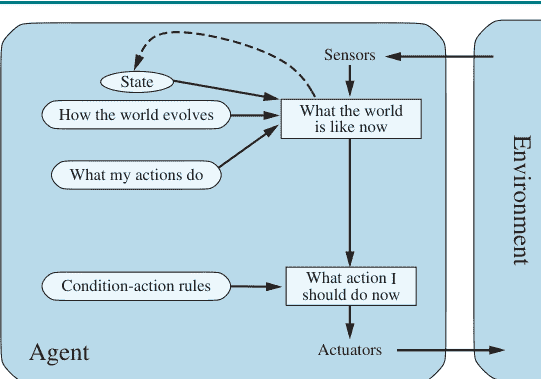 Sensors
State
How the world evolves
What the world
is like now
What my actions do
Environment
Condition-action rules
What action I
should do now
Agent
Actuators